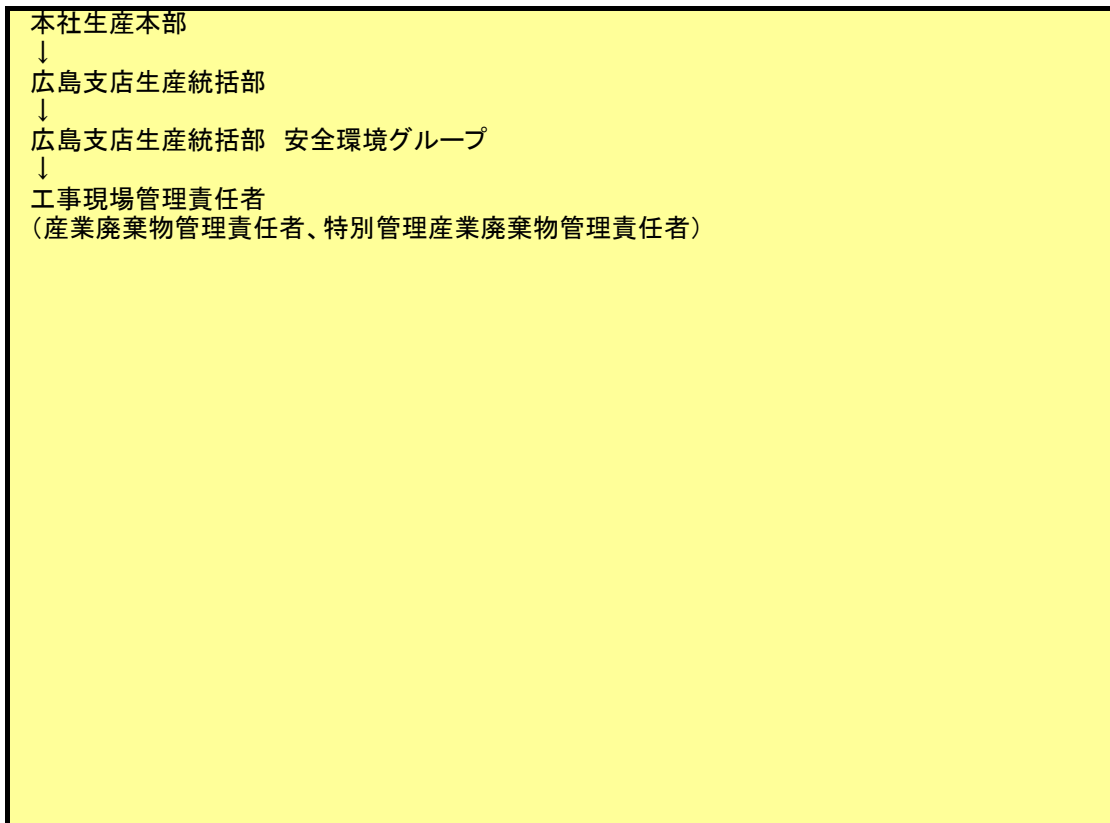 本社生産本部
↓
広島支店生産統括部
↓
広島支店生産統括部　安全環境グループ
↓
工事現場管理責任者
（産業廃棄物管理責任者、特別管理産業廃棄物管理責任者）